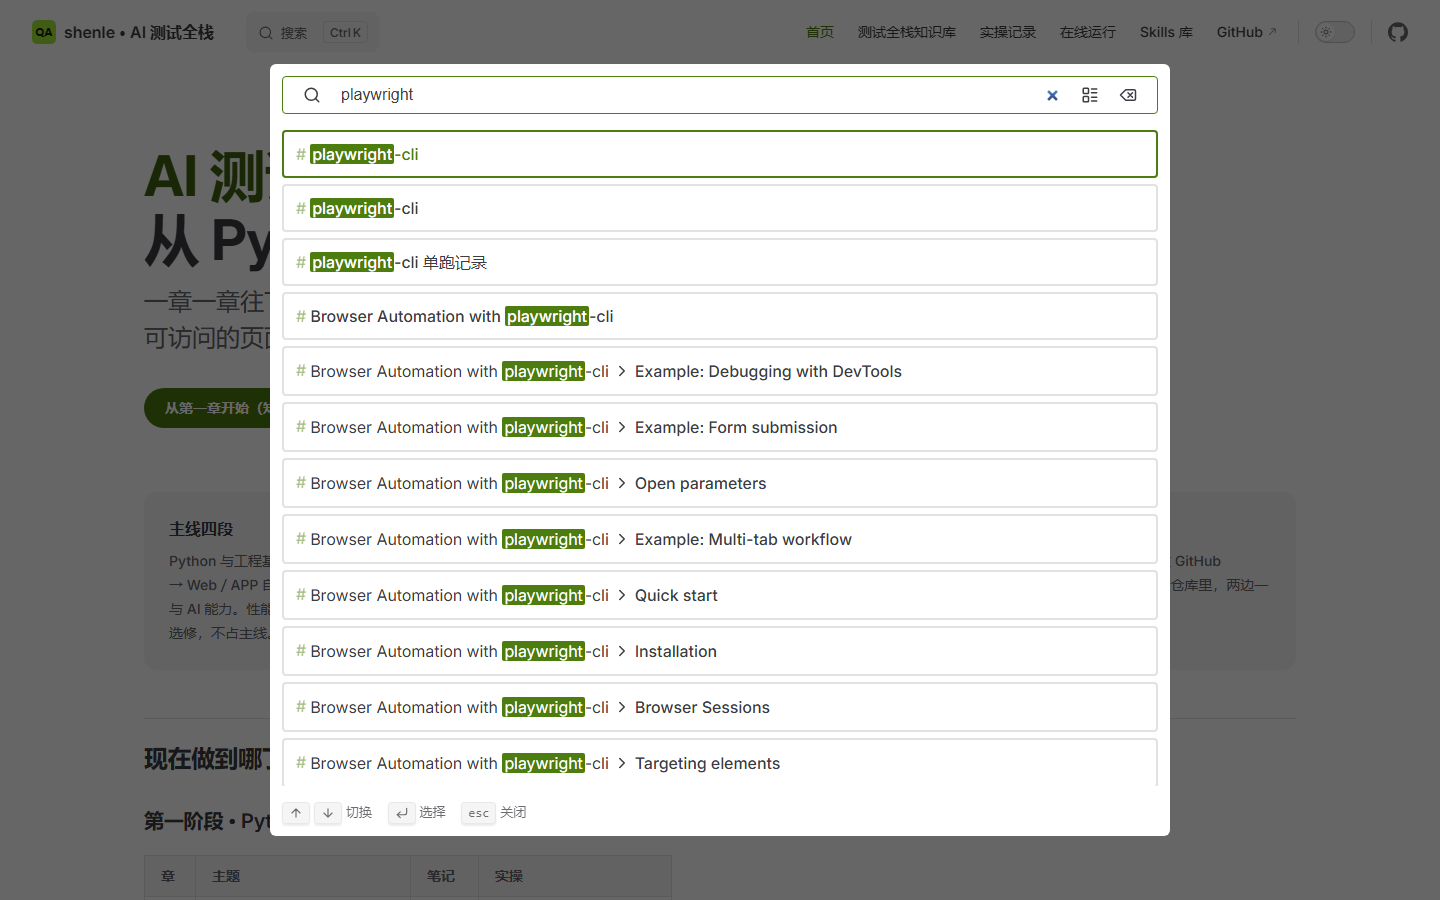 QA shenle • AI 测试全栈
搜索 Ctrl K
首页 测试全栈知识库 实操记录 在线运行 Skills 库 GitHub
playwright
# playwright-cli
# playwright-cli
# playwright-cli 单跑记录
# Browser Automation with playwright-cli
# Browser Automation with playwright-cli > Example: Debugging with DevTools
# Browser Automation with playwright-cli > Example: Form submission
# Browser Automation with playwright-cli > Open parameters
# Browser Automation with playwright-cli > Example: Multi-tab workflow
# Browser Automation with playwright-cli > Quick start
# Browser Automation with playwright-cli > Installation
# Browser Automation with playwright-cli > Browser Sessions
# Browser Automation with playwright-cli > Targeting elements
↑ ↓ 切换 ↵ 选择 esc 关闭
AI 测
从 Py
一章一章往
可访问的页
从第一章开始
主线四段
Python 与工程
→ Web / APP
与 AI 能力。性
选修，不占主线
GitHub
仓库里，两边一
现在做到哪
第一阶段 • Pyt
章 主题 笔记 实操